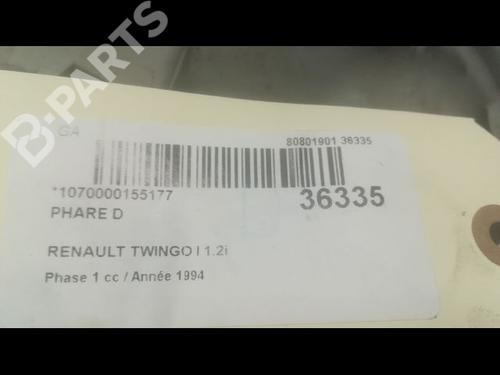 B-PARTS
GA
80801901 36335
*1070000155177
36335
PHARE D
RENAULT TWINGO I 1.2i
Phase 1 cc / Année 1994